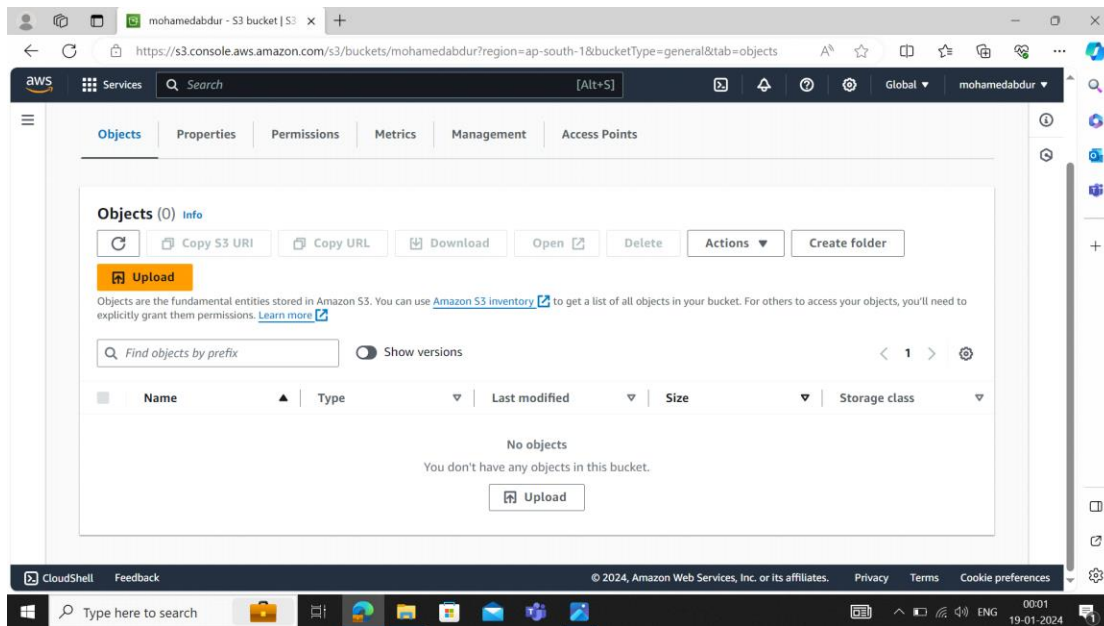 mohamedabdur - S3 bucket | S3
https://s3.console.aws.amazon.com/s3/buckets/mohamedabdur?region=ap-south-1&bucketType=general&tab=objects
aws Services Search [Alt+S] Global mohamedabdur
Objects Properties Permissions Metrics Management Access Points
Objects (0) Info
Copy S3 URI Copy URL Download Open Delete Actions Create folder
Upload
Objects are the fundamental entities stored in Amazon S3. You can use Amazon S3 inventory to get a list of all objects in your bucket. For others to access your objects, you'll need to
explicitly grant them permissions. Learn more
Find objects by prefix Show versions 1
Name Type Last modified Size Storage class
No objects
You don't have any objects in this bucket.
Upload
CloudShell Feedback © 2024, Amazon Web Services, Inc. or its affiliates. Privacy Terms Cookie preferences
Type here to search ENG 00:01
19-01-2024